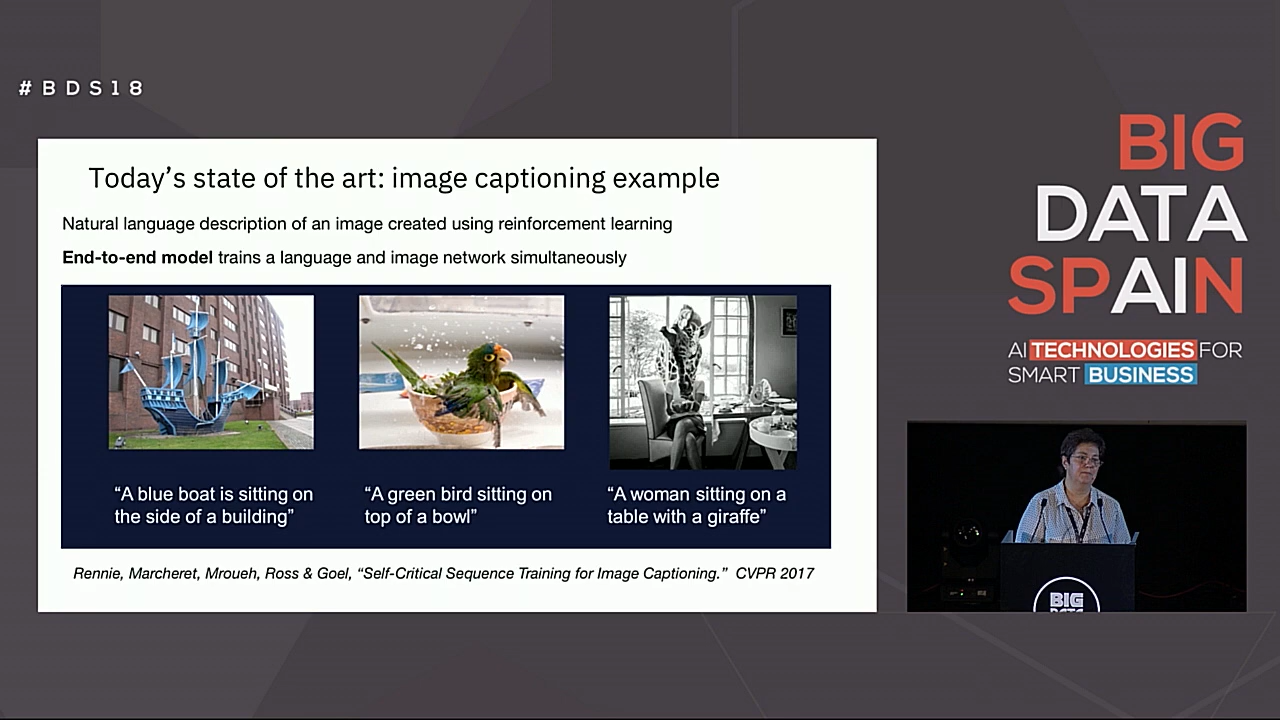 #BDS18
Today's state of the art: image captioning example
Natural language description of an image created using reinforcement learning
End-to-end model trains a language and image network simultaneously
“A blue boat is sitting on
the side of a building”
“A green bird sitting on
top of a bowl”
“A woman sitting on a
table with a giraffe”
Rennie, Marcheret, Mroueh, Ross & Goel, “Self-Critical Sequence Training for Image Captioning.” CVPR 2017
BIG
DATA
SPAIN
AI TECHNOLOGIES FOR
SMART BUSINESS
BIG
DATA